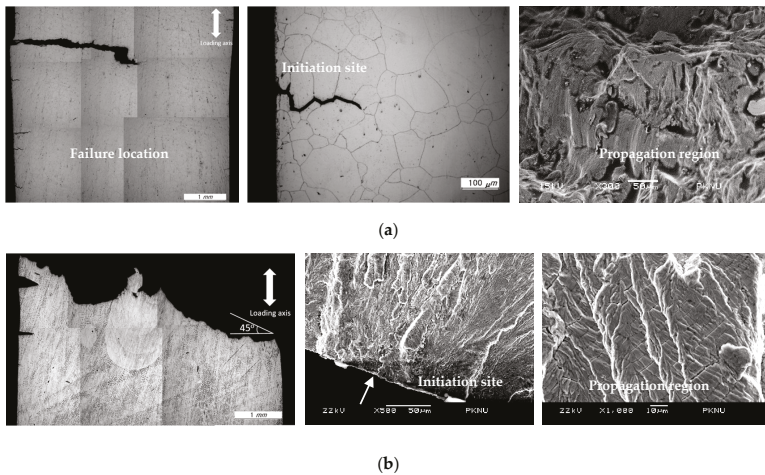 Loading axis
Failure location
1 mm
Initiation site
100 μm
Propagation region
15kV X300 50μm PKNU
(a)
Loading axis
45°
1 mm
Initiation site
22kV X500 50μm PKNU
Propagation region
22kV X1,000 10μm PKNU
(b)